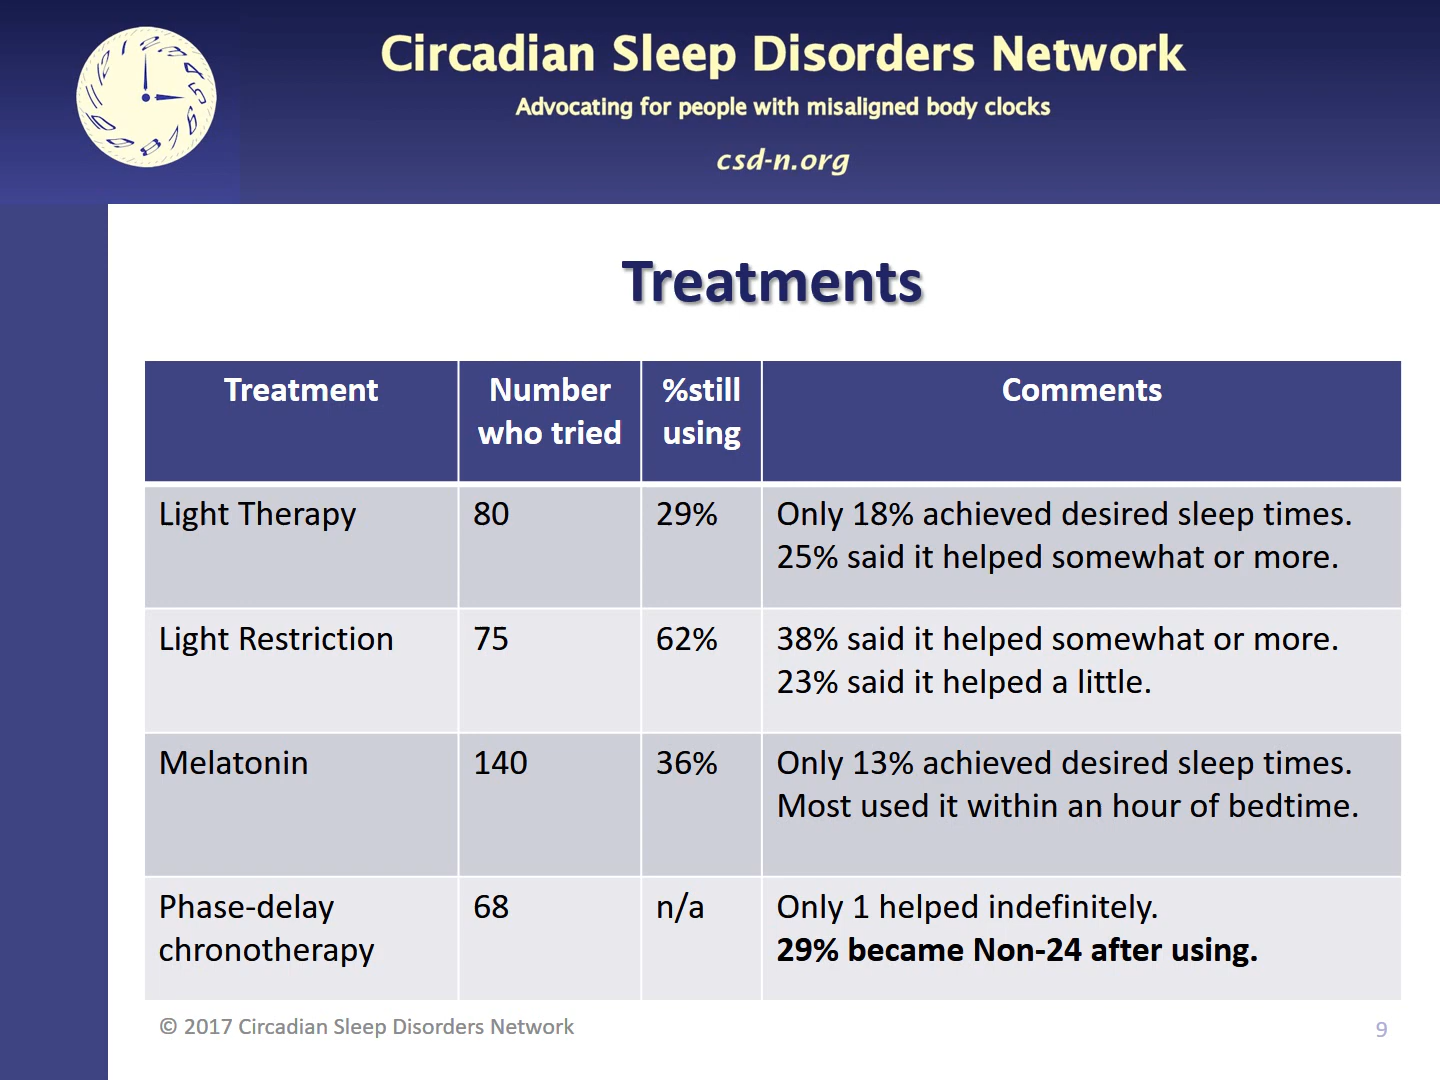 Circadian Sleep Disorders Network
Advocating for people with misaligned body clocks
csd-n.org
Treatments
Treatment
Number
who tried
%still
using
Comments
Light Therapy
80
29%
Only 18% achieved desired sleep times.
25% said it helped somewhat or more.
Light Restriction
75
62%
38% said it helped somewhat or more.
23% said it helped a little.
Melatonin
140
36%
Only 13% achieved desired sleep times.
Most used it within an hour of bedtime.
Phase-delay
chronotherapy
68
n/a
Only 1 helped indefinitely.
29% became Non-24 after using.
© 2017 Circadian Sleep Disorders Network
9